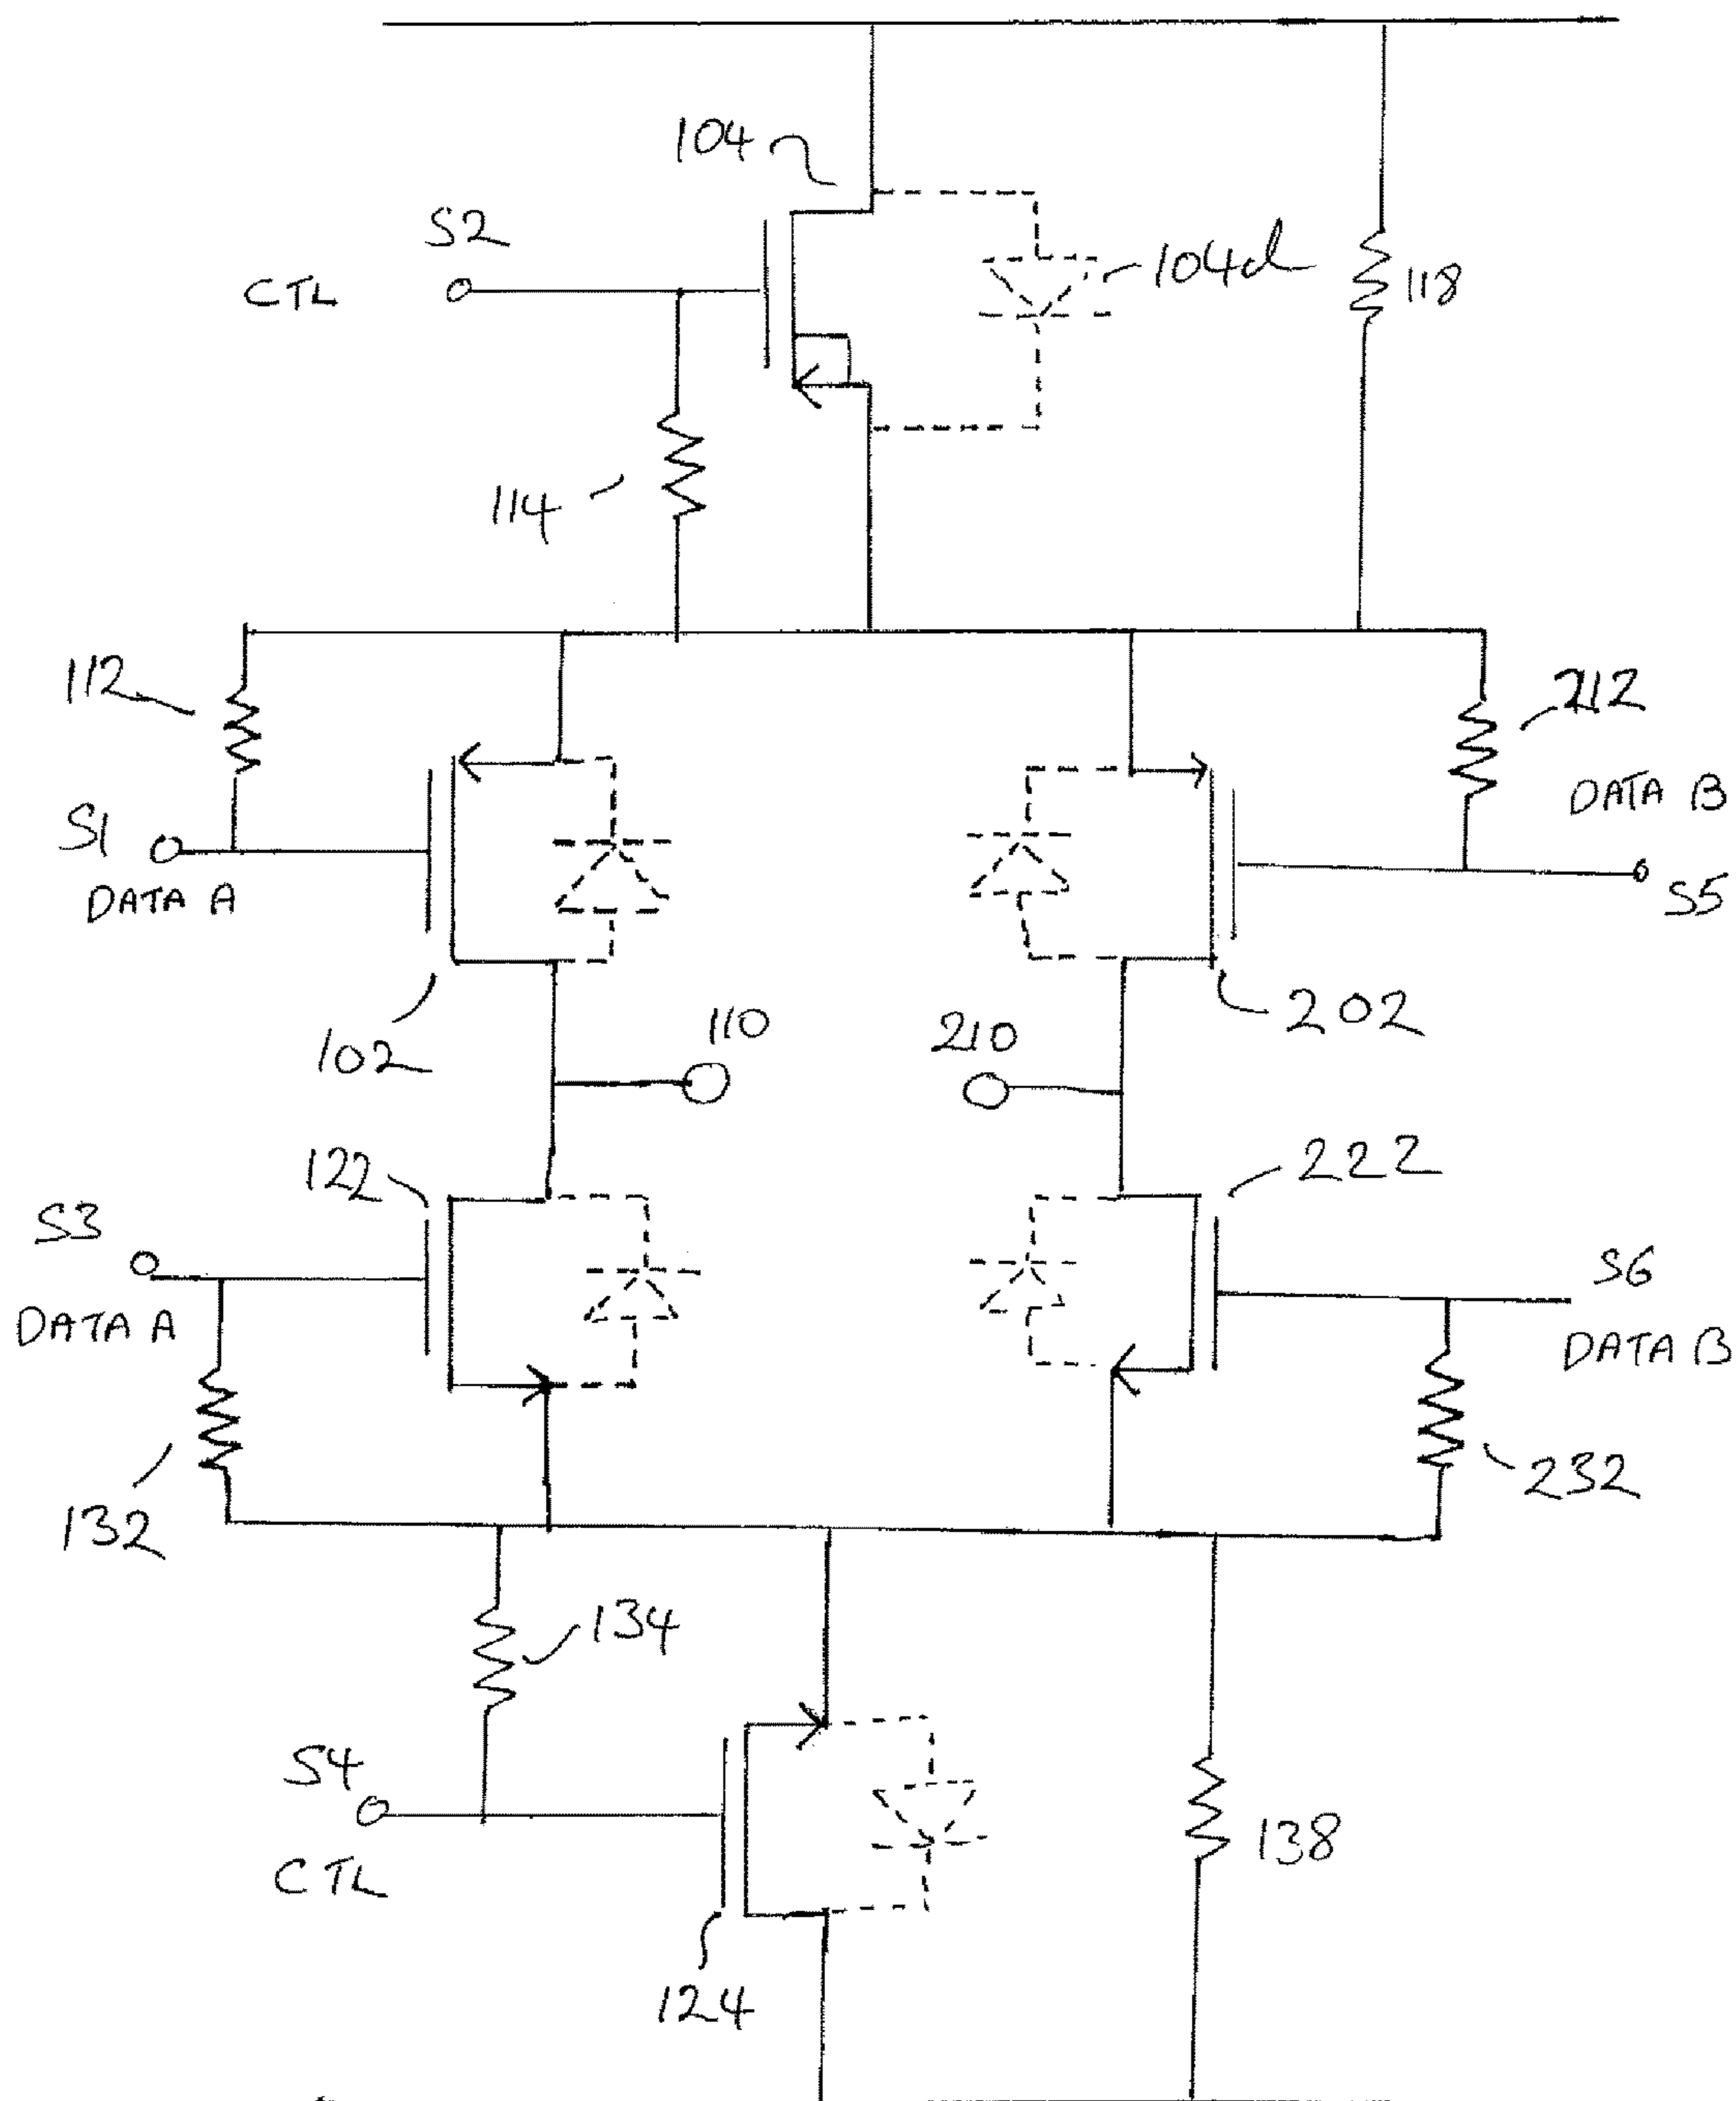 104
S2
CTL
104d
118
114
112
212
DATA B
S1
DATA A
S5
102
110
210
202
122
222
S3
DATA A
S6
DATA B
132
232
134
S4
CTL
138
124